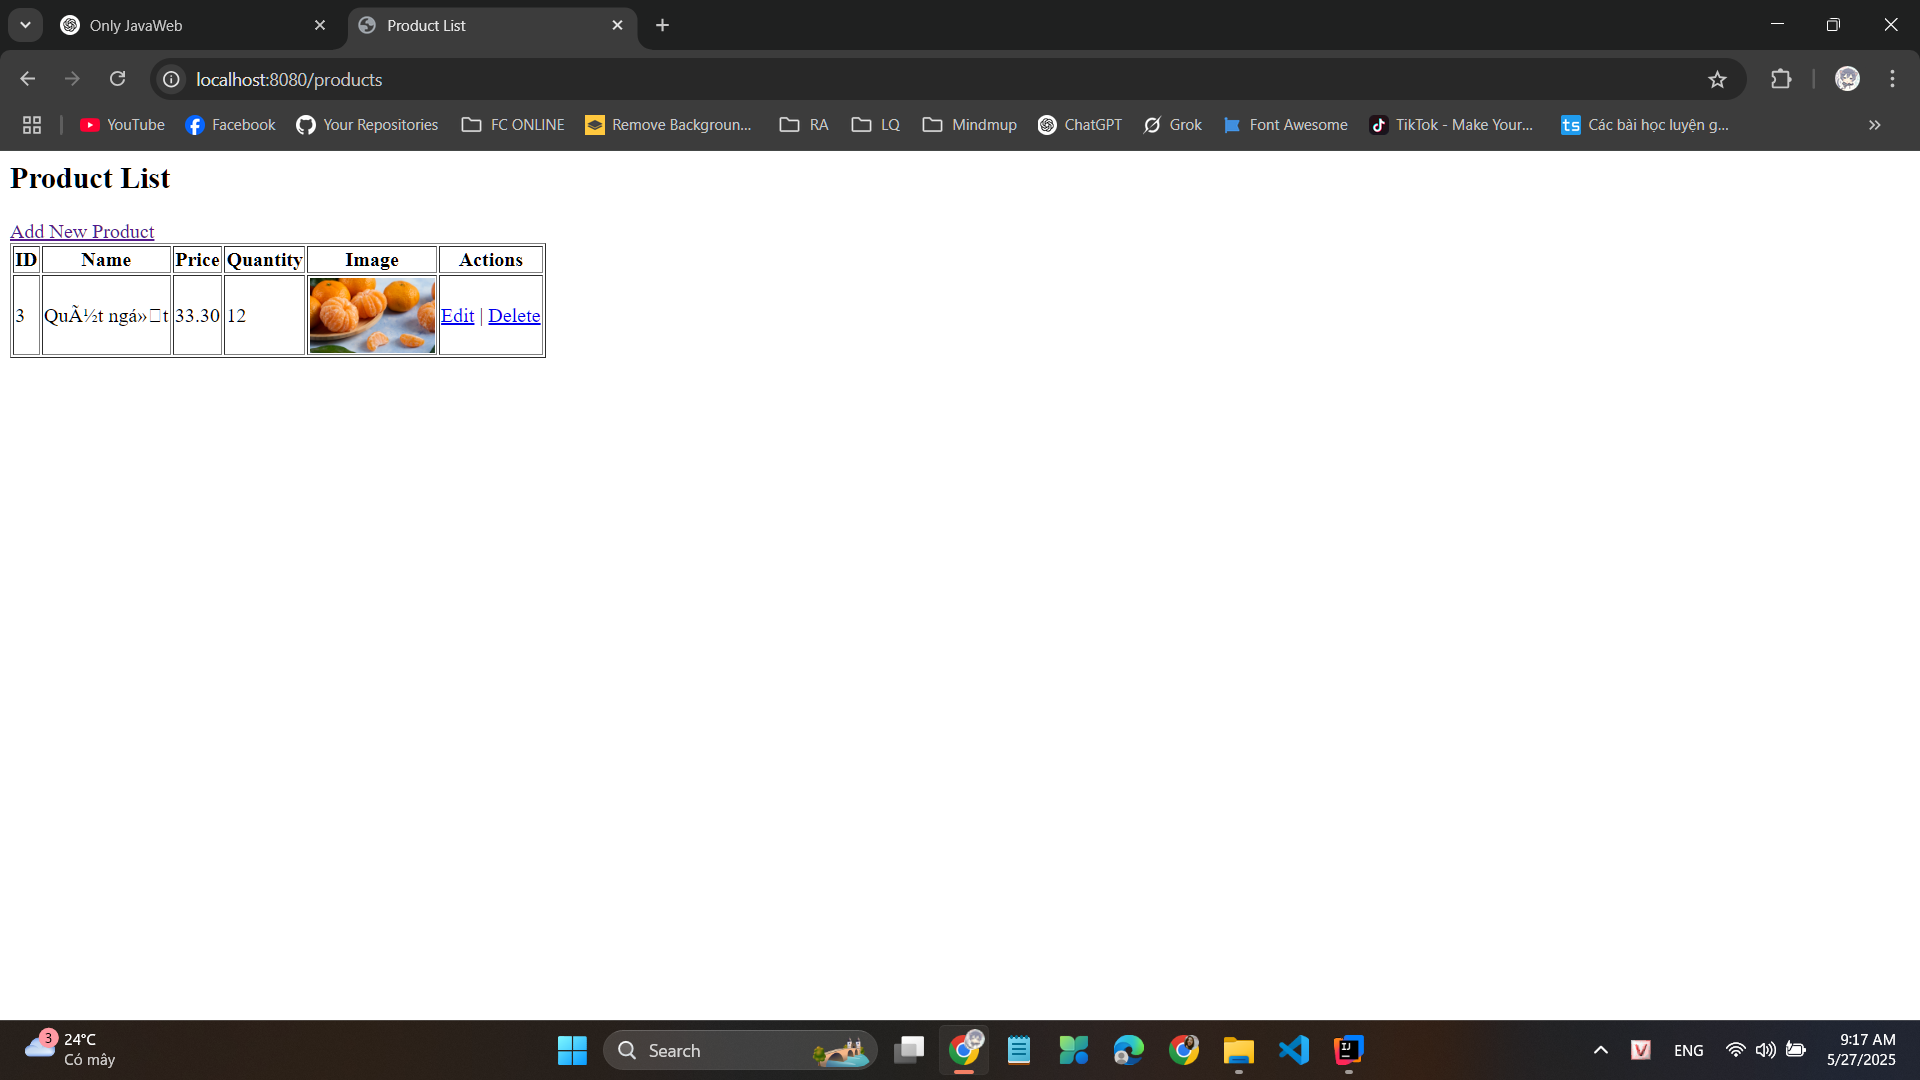 Only JavaWeb
Product List
localhost:8080/products
YouTube
Facebook
Your Repositories
FC ONLINE
Remove Backgroun...
RA
LQ
Mindmup
ChatGPT
Grok
Font Awesome
TikTok - Make Your...
ts
Các bài học luyện g...
Product List
Add New Product
ID Name Price Quantity Image Actions
3 QuÃ½t ngá»□t 33.30 12 Edit | Delete
3
24°C
Có mây
Search
IJ
V
ENG
9:17 AM
5/27/2025